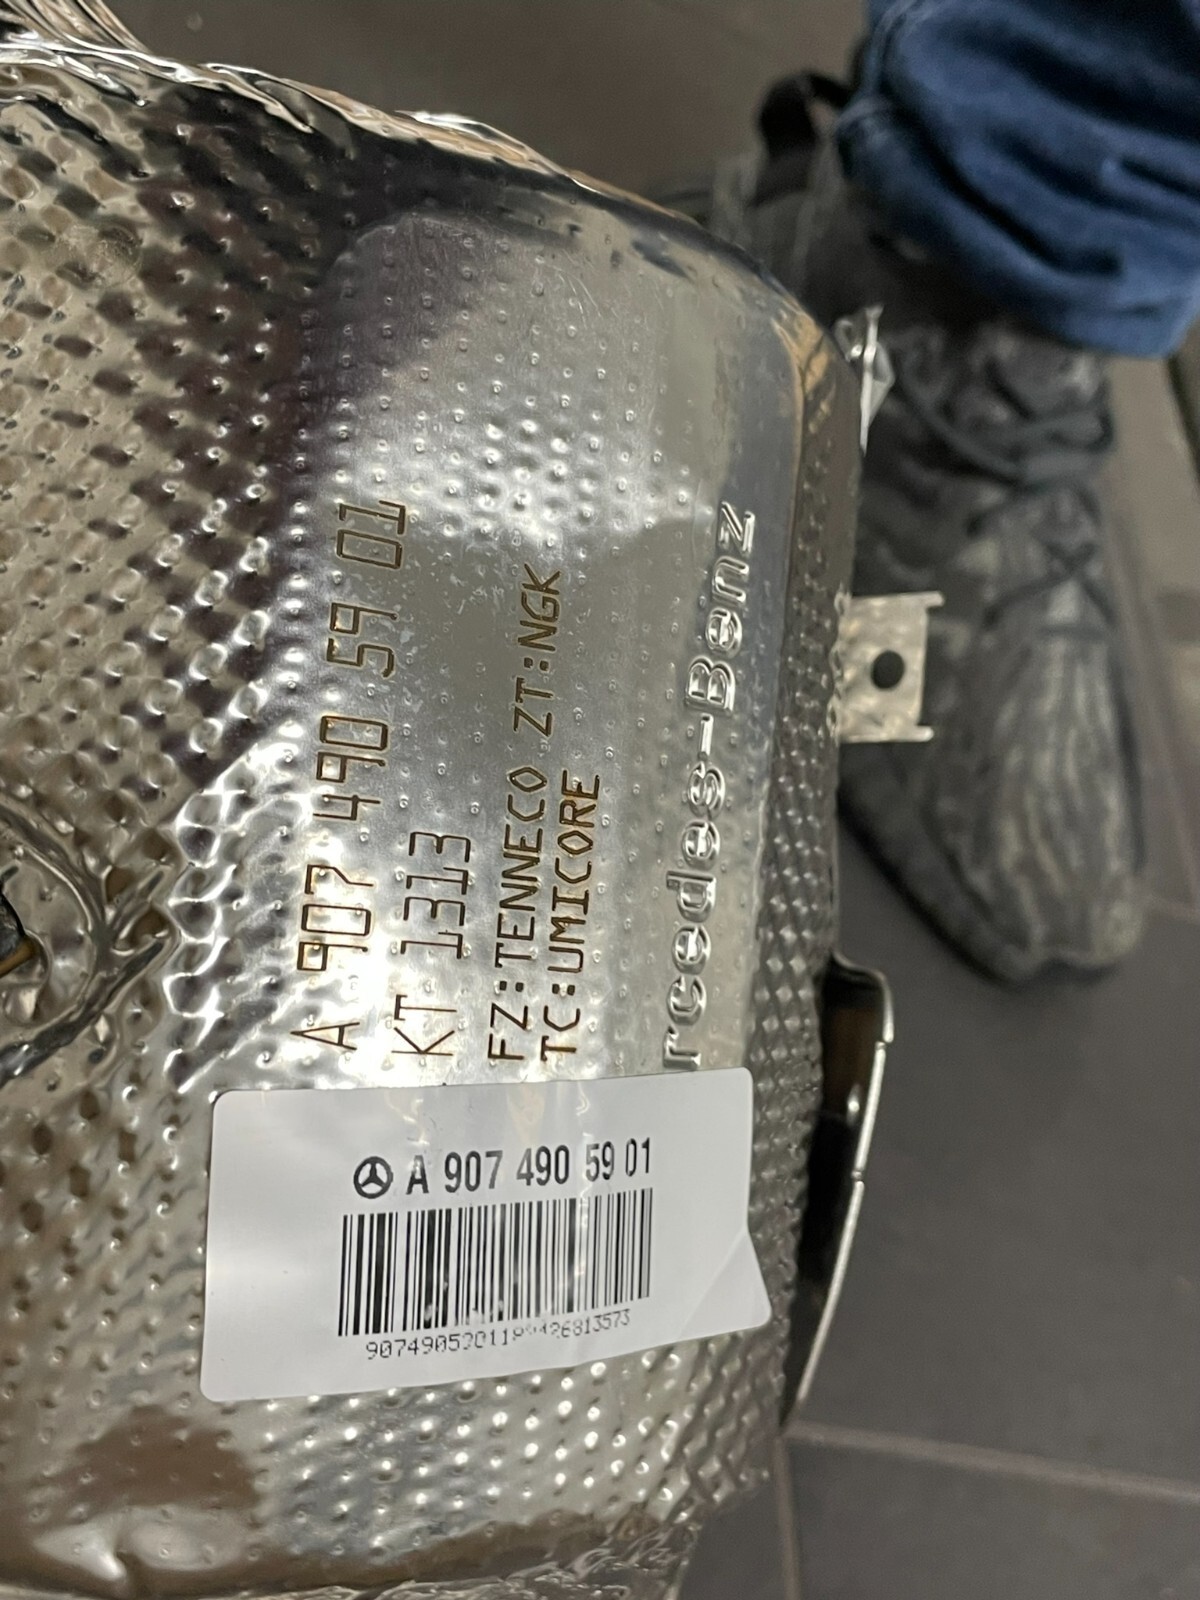 A 907 490 59 01
KT 1313
FZ:TENNECO ZT:NGK
TC:UMICORE
rcedes-Benz
A 907 490 59 01